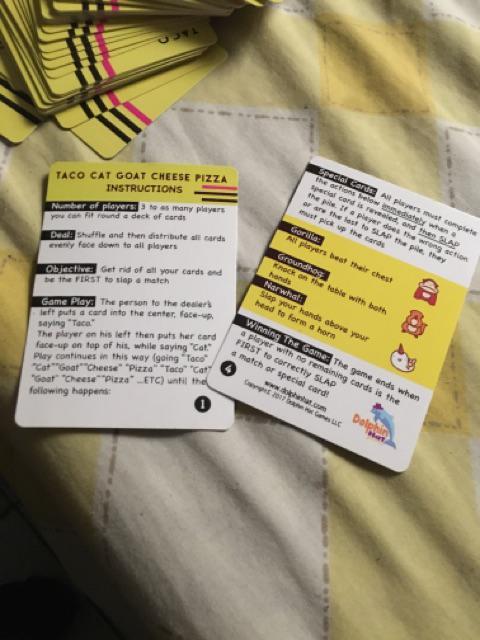 TACO
TACO CAT GOAT CHEESE PIZZA
INSTRUCTIONS
Number of players: 3 to as many players
you can fit round a deck of cards
Deal: Shuffle and then distribute all cards
evenly face down to all players
Objective: Get rid of all your cards and
be the FIRST to slap a match
Game Play: The person to the dealer's
left puts a card into the center, face-up,
saying "Taco."
The player on his left then puts her card
face-up on top of his, while saying "Cat."
Play continues in this way (going "Taco"
"Cat" "Goat" "Cheese" "Pizza" "Taco" "Cat"
"Goat" "Cheese" "Pizza" ...ETC) until the
following happens:
1
Special Cards: All players must complete
the actions below immediately when a
special card is revealed, and then SLAP
the pile. If a player does the wrong action
or are the last to SLAP the pile, they
must pick up the cards
Gorilla:
All players beat their chest
Groundhog:
Knock on the table with both
hands
Narwhal:
Slap your hands above your
head to form a horn
Winning The Game: The game ends when
a player with no remaining cards is the
FIRST to correctly SLAP
a match or special card!
4
www.dolphinhat.com
Copyright © 2017 Dolphin Hat Games LLC
Dolphin
Hat